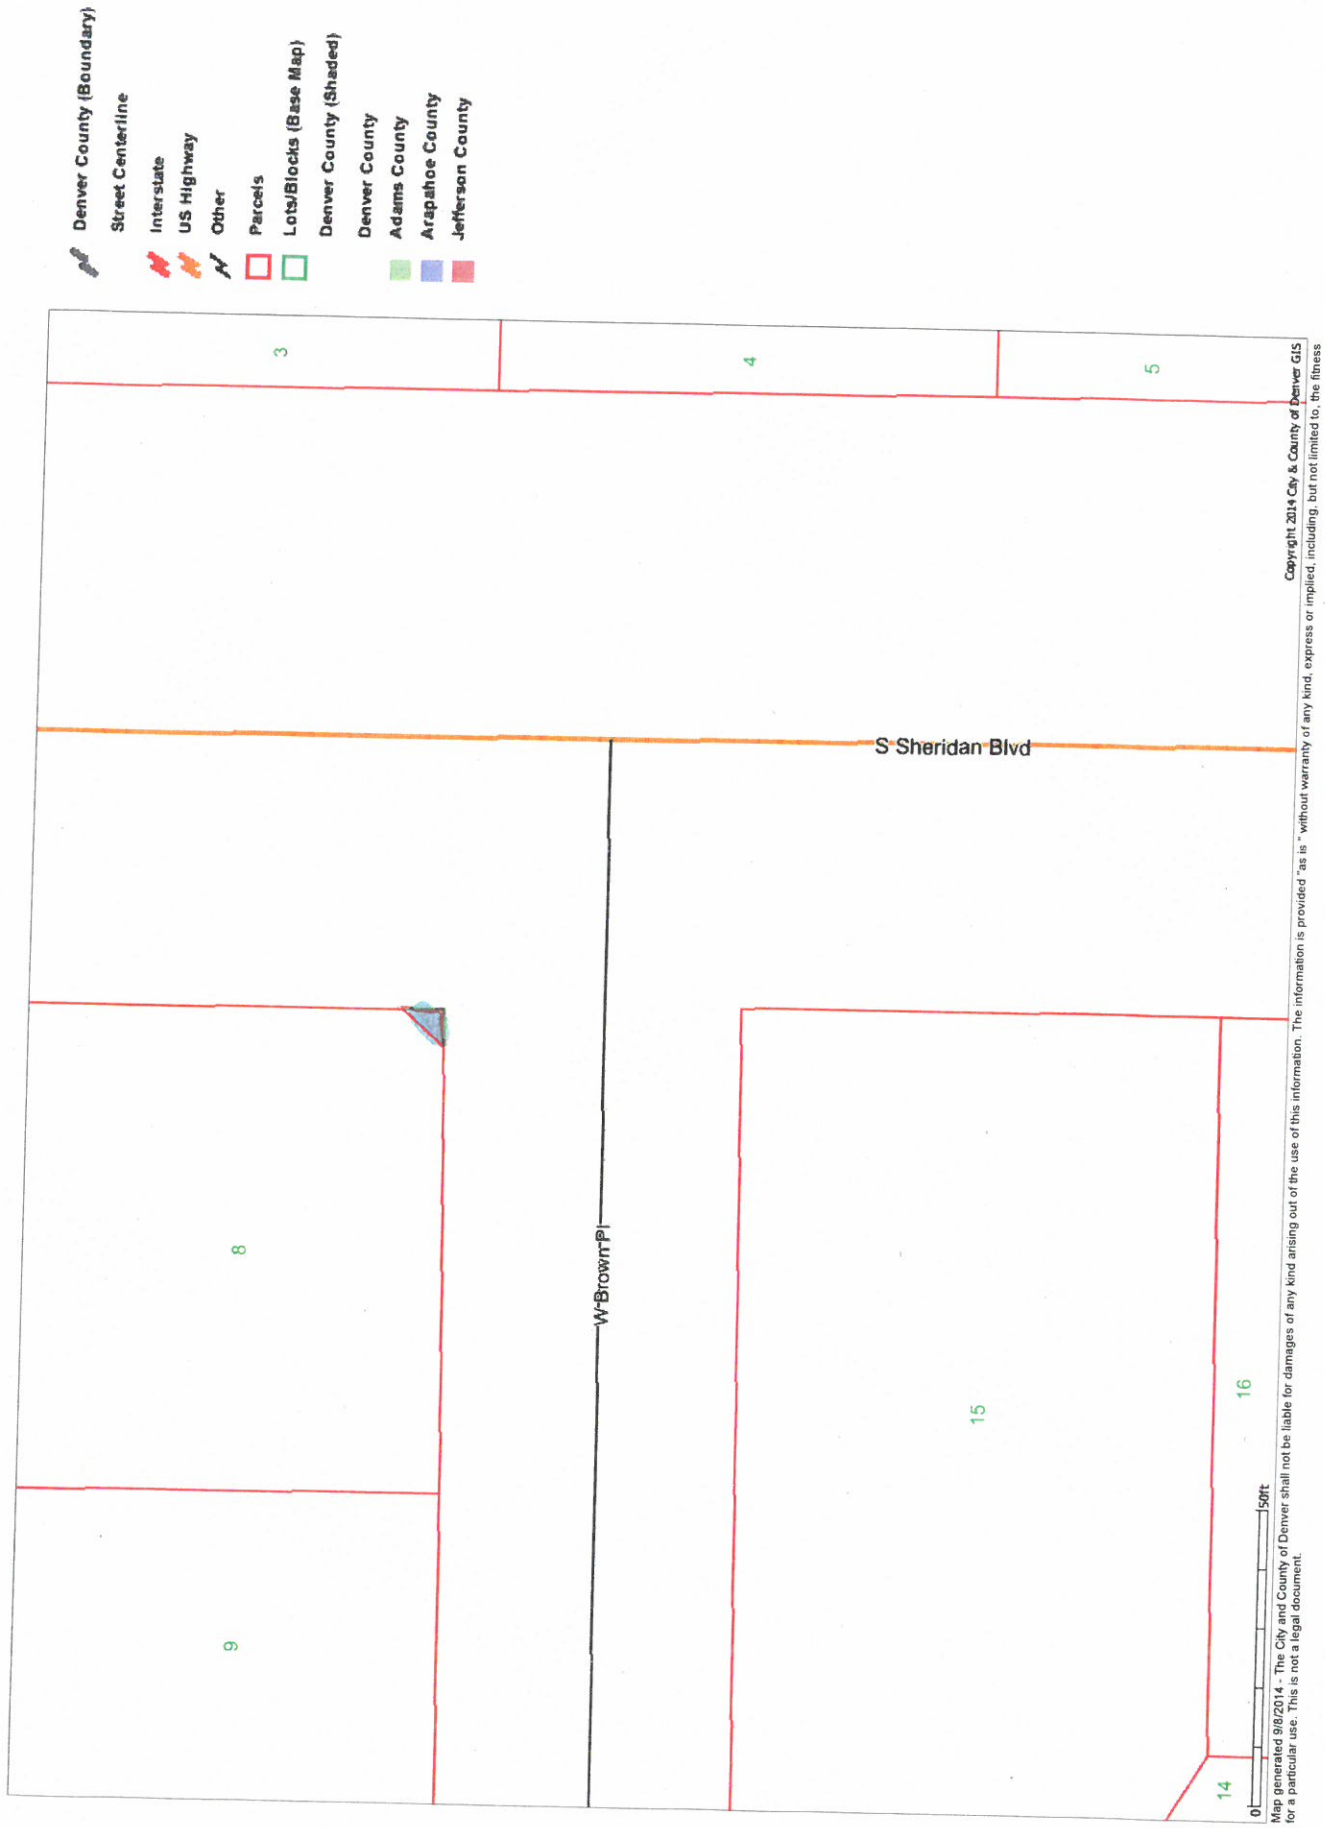 Denver County (Boundary)
Street Centerline
Interstate
US Highway
Other
Parcels
Lots/Blocks (Base Map)
Denver County (Shaded)
Denver County
Adams County
Arapahoe County
Jefferson County
3
4
5
8
9
S Sheridan Blvd
W Brown Pl
15
16
14
0
50ft
Copyright 2014 City & County of Denver GIS
Map generated 9/8/2014 - The City and County of Denver shall not be liable for damages of any kind arising out of the use of this information. The information is provided "as is " without warranty of any kind, express or implied, including, but not limited to, the fitness
for a particular use. This is not a legal document.